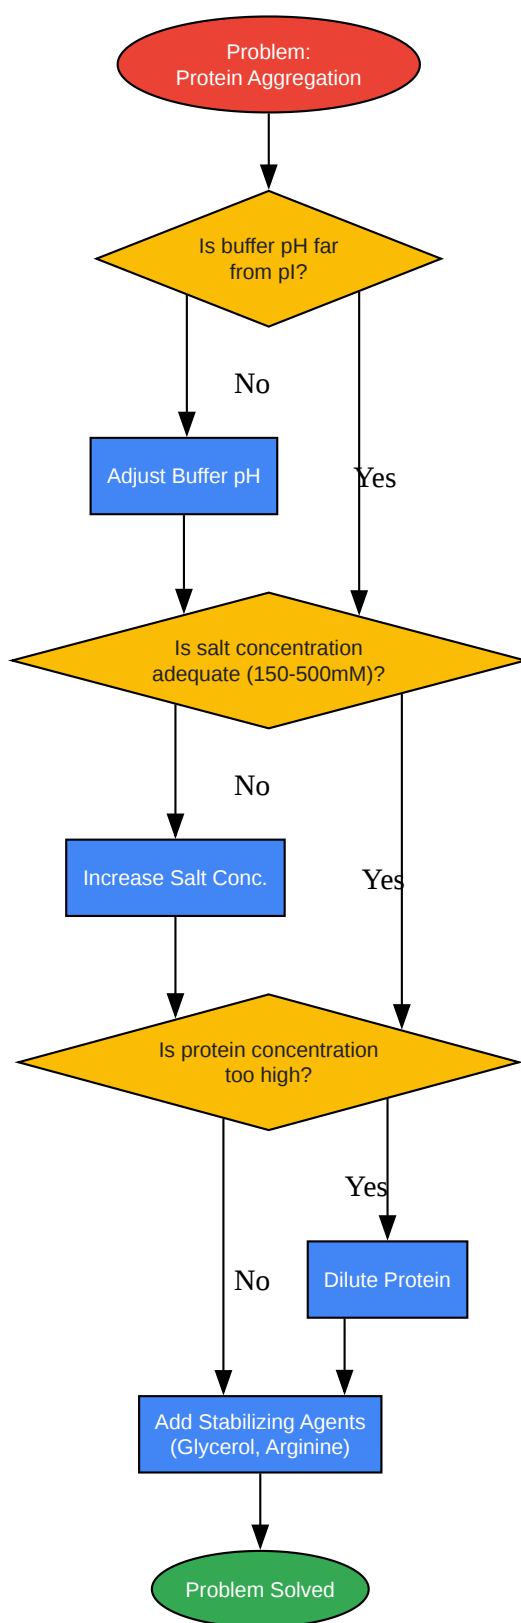 Problem:
Protein Aggregation
Is buffer pH far
from pI?
No
Adjust Buffer pH
Yes
Is salt concentration
adequate (150-500mM)?
No
Increase Salt Conc.
Yes
Is protein concentration
too high?
Yes
No
Dilute Protein
Add Stabilizing Agents
(Glycerol, Arginine)
Problem Solved